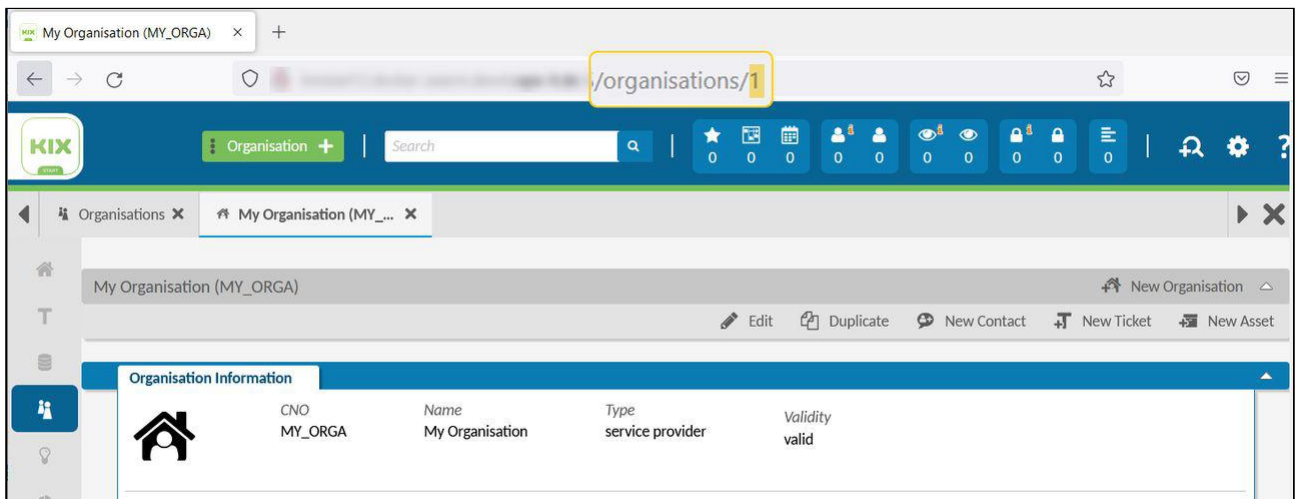 My Organisation (MY_ORGA)
/organisations/1
KIX
START
Organisation
Search
0 0 0 0 0 0 0 0 0 0
Organisations
My Organisation (MY_...
My Organisation (MY_ORGA)
New Organisation
T
Edit Duplicate New Contact New Ticket New Asset
Organisation Information
CNO Name Type Validity
MY_ORGA My Organisation service provider valid